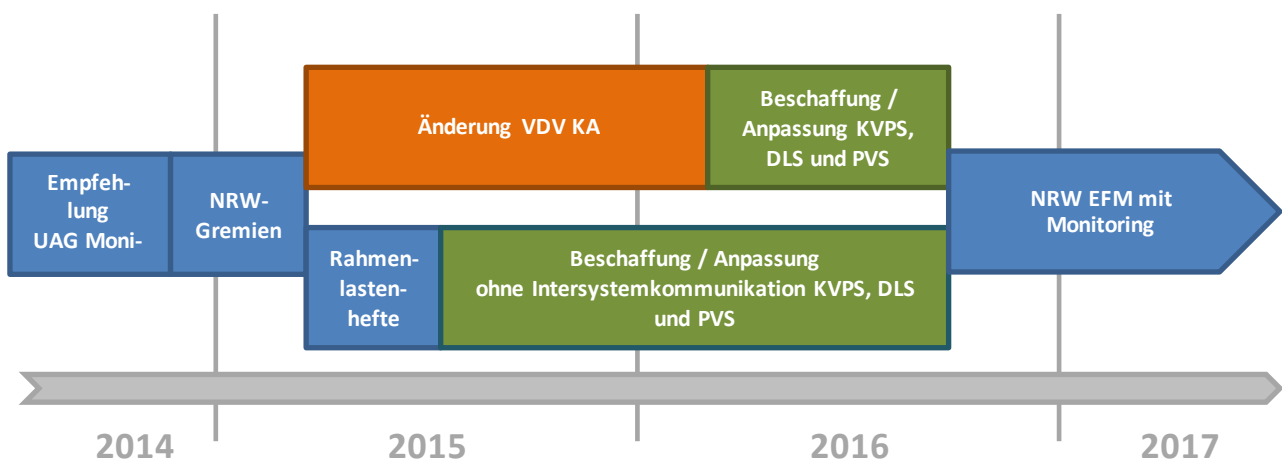 Änderung VDV KA
Beschaffung /
Anpassung KVPS,
DLS und PVS
Empfeh-
lung
UAG Moni-
NRW-
Gremien
NRW EFM mit
Monitoring
Rahmen-
lasten-
hefte
Beschaffung / Anpassung
ohne Intersystemkommunikation KVPS, DLS
und PVS
2014
2015
2016
2017